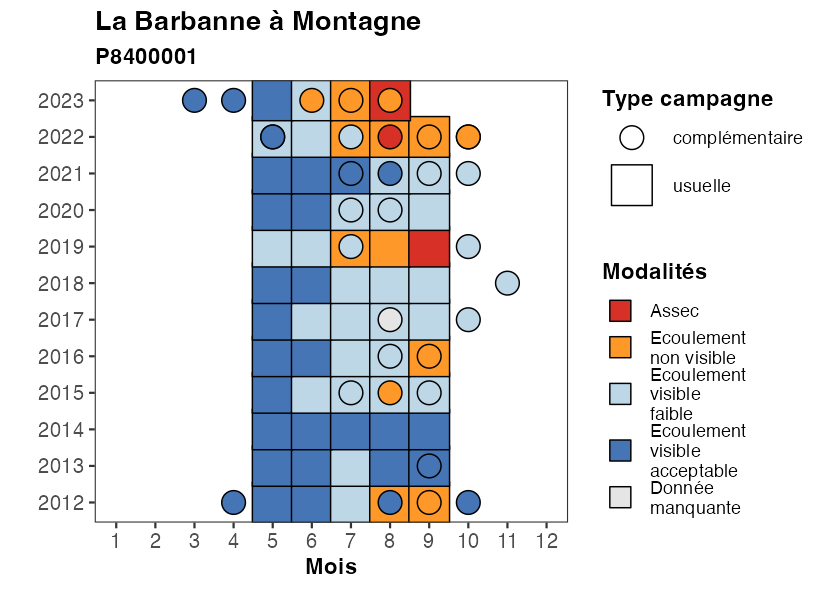 La Barbanne à Montagne
P8400001
2023
2022
2021
2020
2019
2018
2017
2016
2015
2014
2013
2012
1 2 3 4 5 6 7 8 9 10 11 12
Mois
Type campagne
complémentaire
usuelle
Modalités
Assec
Ecoulement
non visible
Ecoulement
visible
faible
Ecoulement
visible
acceptable
Donnée
manquante